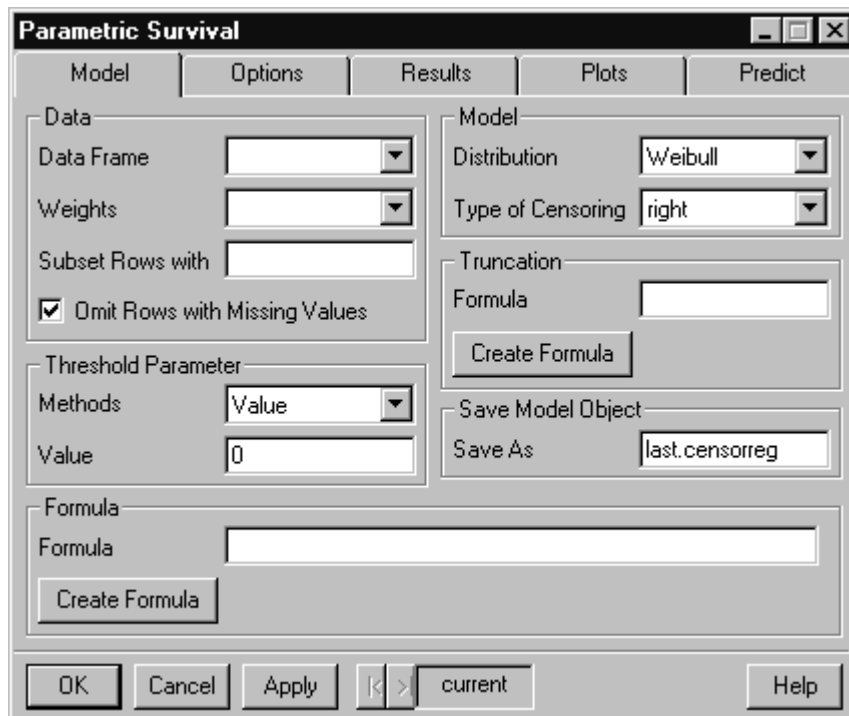 Parametric Survival
Model Options Results Plots Predict
Data
Data Frame
Weights
Subset Rows with
Omit Rows with Missing Values
Threshold Parameter
Methods Value
Value 0
Model
Distribution Weibull
Type of Censoring right
Truncation
Formula
Create Formula
Save Model Object
Save As last.censorreg
Formula
Formula
Create Formula
OK Cancel Apply current Help